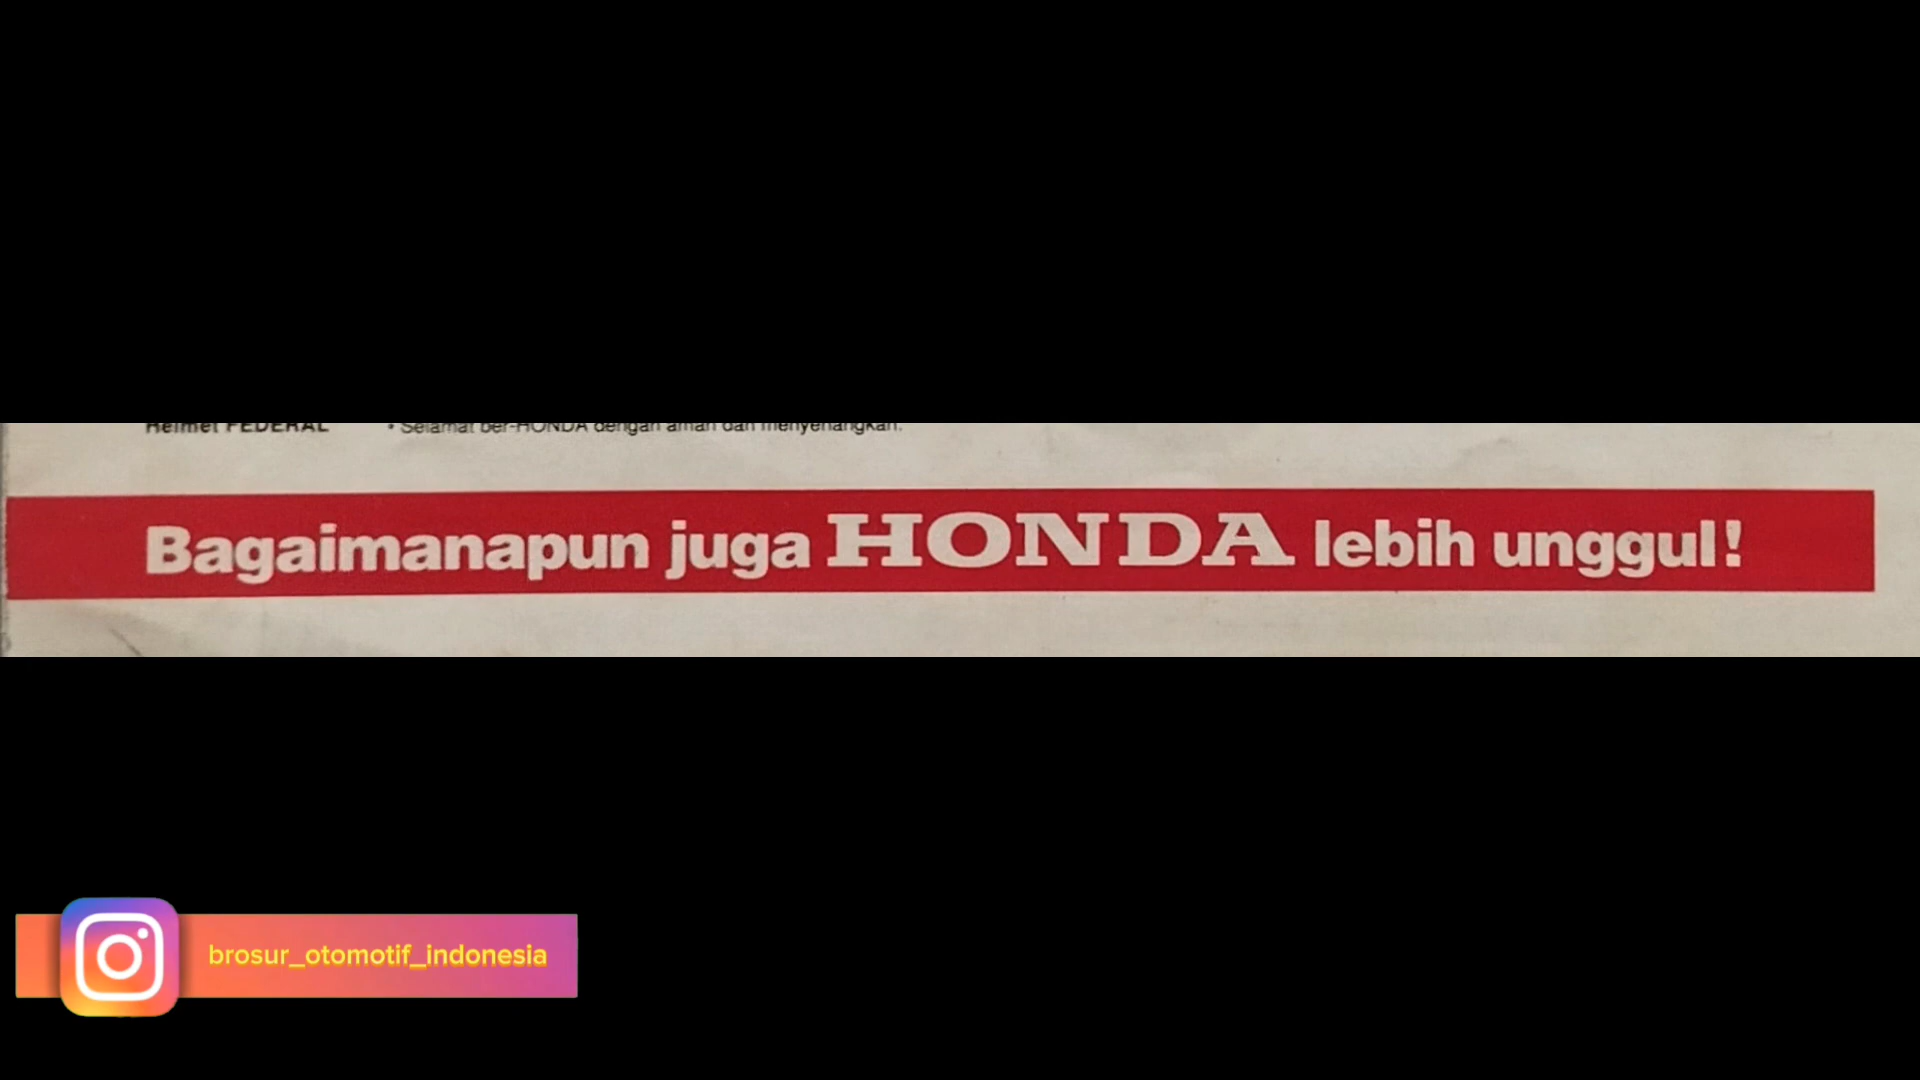 Helmet FEDERAL • Selamat ber-HONDA dengan aman dan menyenangkan.
Bagaimanapun juga HONDA lebih unggul!
brosur_otomotif_indonesia